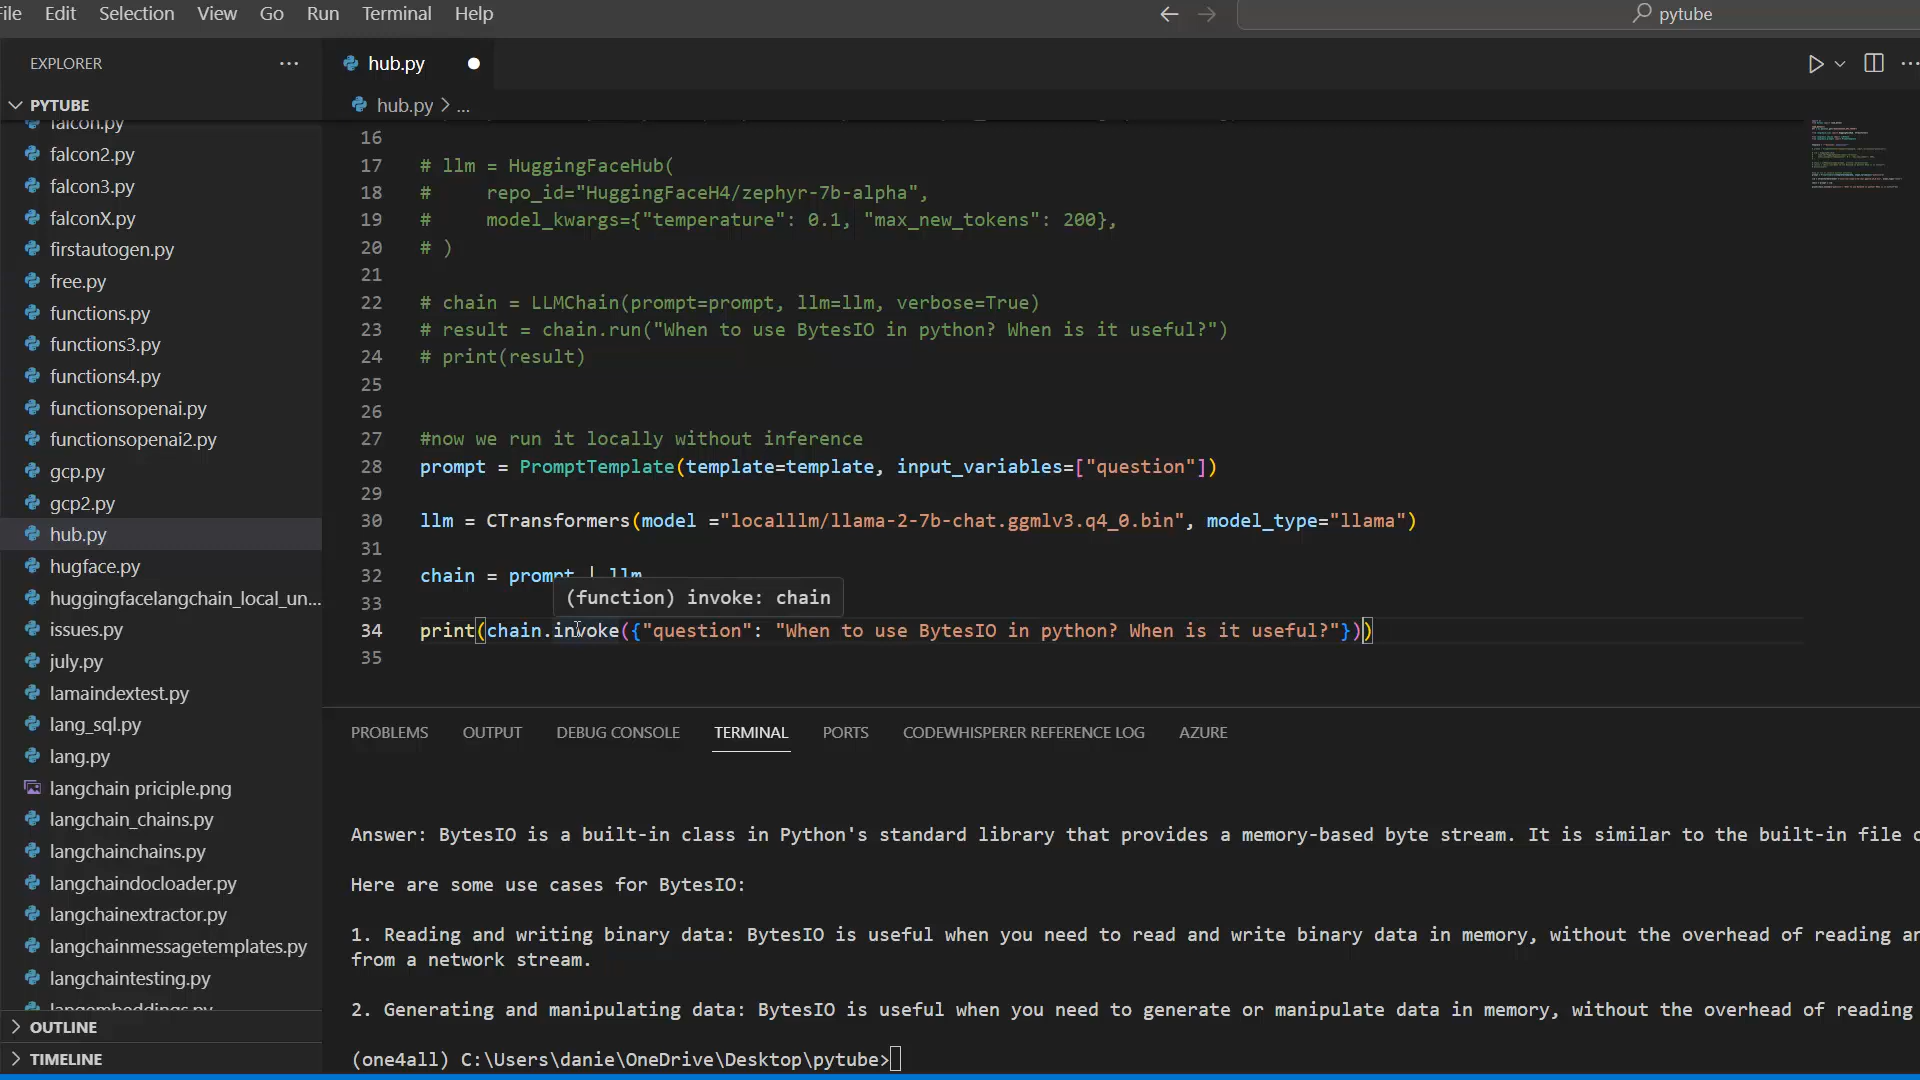 File Edit Selection View Go Run Terminal Help
pytube
EXPLORER
PYTUBE
falcon.py
falcon2.py
falcon3.py
falconX.py
firstautogen.py
free.py
functions.py
functions3.py
functions4.py
functionsopenai.py
functionsopenai2.py
gcp.py
gcp2.py
hub.py
hugface.py
huggingfacelangchain_local_un...
issues.py
july.py
lamaindextest.py
lang_sql.py
lang.py
langchain priciple.png
langchain_chains.py
langchainchains.py
langchaindocloader.py
langchainextractor.py
langchainmessagetemplates.py
langchaintesting.py
langembeddings.py
OUTLINE
TIMELINE
hub.py
hub.py > ...
16
17 # llm = HuggingFaceHub(
18 #     repo_id="HuggingFaceH4/zephyr-7b-alpha",
19 #     model_kwargs={"temperature": 0.1, "max_new_tokens": 200},
20 # )
21
22 # chain = LLMChain(prompt=prompt, llm=llm, verbose=True)
23 # result = chain.run("When to use BytesIO in python? When is it useful?")
24 # print(result)
25
26
27 #now we run it locally without inference
28 prompt = PromptTemplate(template=template, input_variables=["question"])
29
30 llm = CTransformers(model ="localllm/llama-2-7b-chat.ggmlv3.q4_0.bin", model_type="llama")
31
32 chain = prompt | llm
(function) invoke: chain
33
34 print(chain.invoke({"question": "When to use BytesIO in python? When is it useful?"}))
35
PROBLEMS OUTPUT DEBUG CONSOLE TERMINAL PORTS CODEWHISPERER REFERENCE LOG AZURE
Answer: BytesIO is a built-in class in Python's standard library that provides a memory-based byte stream. It is similar to the built-in file
Here are some use cases for BytesIO:
1. Reading and writing binary data: BytesIO is useful when you need to read and write binary data in memory, without the overhead of reading
from a network stream.
2. Generating and manipulating data: BytesIO is useful when you need to generate or manipulate data in memory, without the overhead of reading
(one4all) C:\Users\danie\OneDrive\Desktop\pytube>